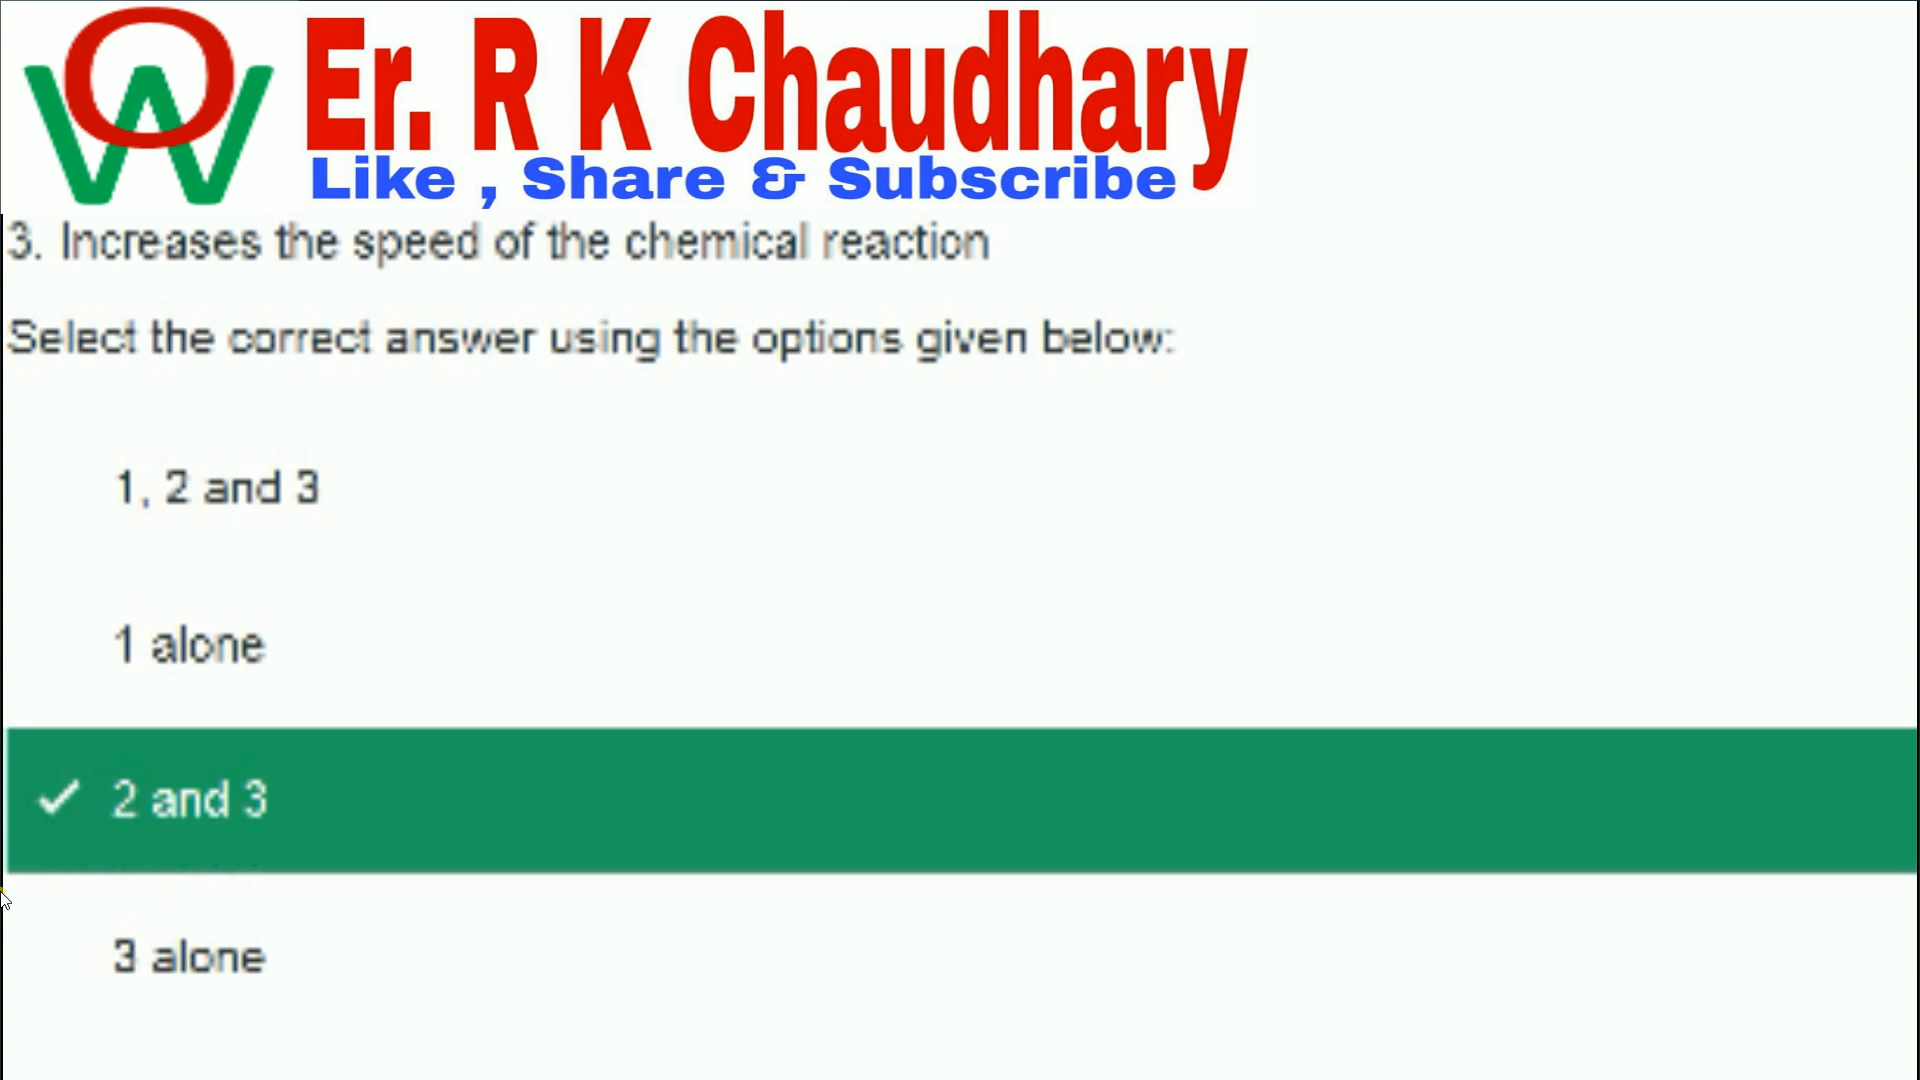 OW
Er. R K Chaudhary
Like , Share & Subscribe
3. Increases the speed of the chemical reaction
Select the correct answer using the options given below:
1, 2 and 3
1 alone
2 and 3
3 alone